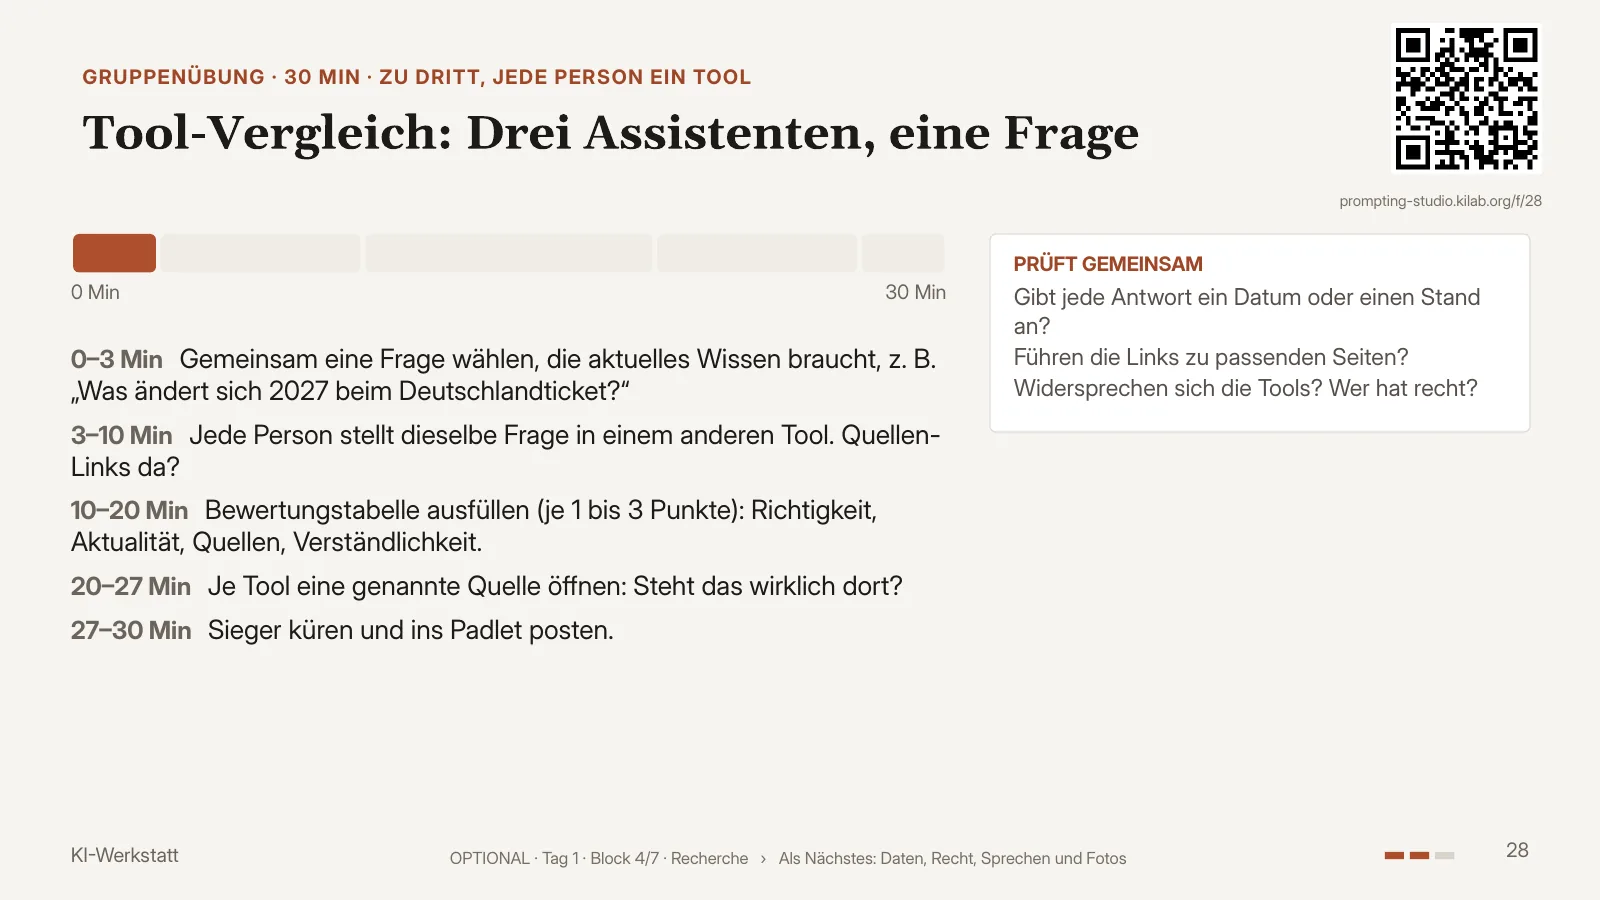 GRUPPENÜBUNG · 30 MIN · ZU DRITT, JEDE PERSON EIN TOOL
Tool-Vergleich: Drei Assistenten, eine Frage
prompting-studio.kilab.org/f/28
0 Min
30 Min
0–3 Min Gemeinsam eine Frage wählen, die aktuelles Wissen braucht, z. B.
„Was ändert sich 2027 beim Deutschlandticket?“
3–10 Min Jede Person stellt dieselbe Frage in einem anderen Tool. Quellen-
Links da?
10–20 Min Bewertungstabelle ausfüllen (je 1 bis 3 Punkte): Richtigkeit,
Aktualität, Quellen, Verständlichkeit.
20–27 Min Je Tool eine genannte Quelle öffnen: Steht das wirklich dort?
27–30 Min Sieger küren und ins Padlet posten.
PRÜFT GEMEINSAM
Gibt jede Antwort ein Datum oder einen Stand
an?
Führen die Links zu passenden Seiten?
Widersprechen sich die Tools? Wer hat recht?
KI-Werkstatt
OPTIONAL · Tag 1 · Block 4/7 · Recherche › Als Nächstes: Daten, Recht, Sprechen und Fotos
28